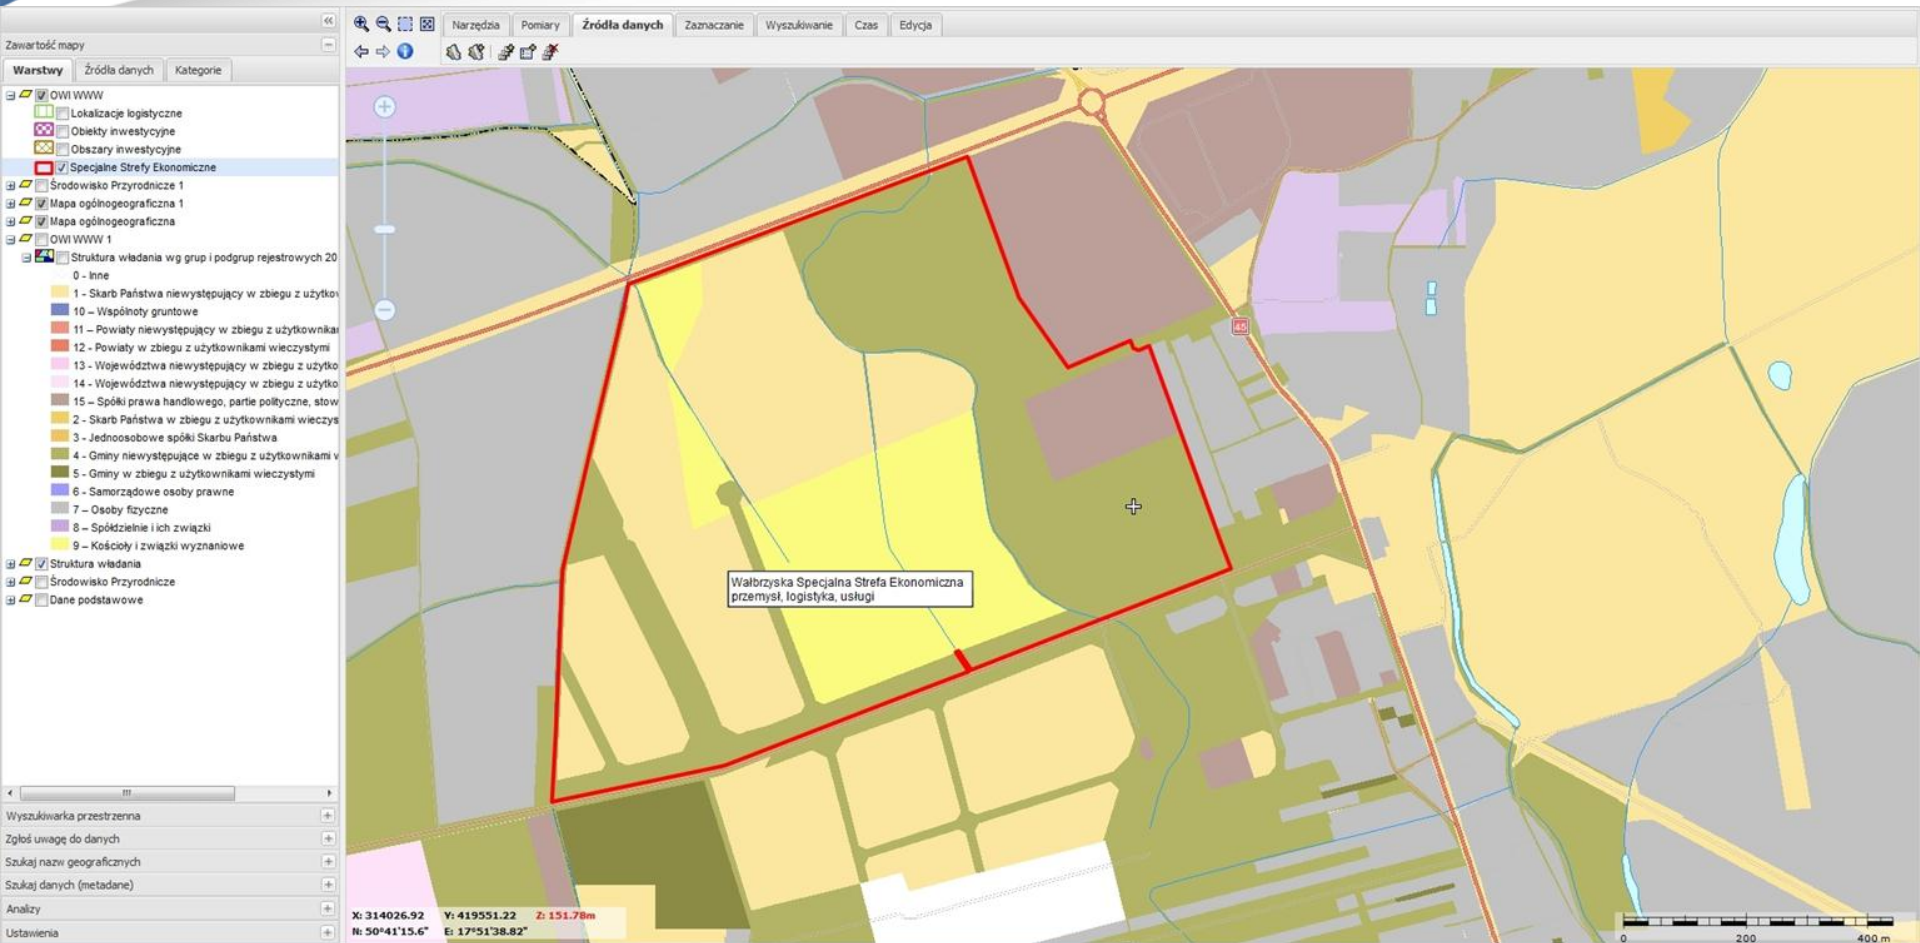 Narzędzia Pomiary Źródła danych Zaznaczanie Wyszukiwanie Czas Edycja
Zawartość mapy
Warstwy Źródła danych Kategorie
OWI WWW
Lokalizacje logistyczne
Obiekty inwestycyjne
Obszary inwestycyjne
Specjalne Strefy Ekonomiczne
Środowisko Przyrodnicze 1
Mapa ogólnogeograficzna 1
Mapa ogólnogeograficzna
OWI WWW 1
Struktura władania wg grup i podgrup rejestrowych 20
0 - Inne
1 - Skarb Państwa niewystępujący w zbiegu z użytkov
10 – Wspólnoty gruntowe
11 – Powiaty niewystępujący w zbiegu z użytkownikar
12 - Powiaty w zbiegu z użytkownikami wieczystymi
13 - Województwa niewystępujący w zbiegu z użytko
14 - Województwa niewystępujący w zbiegu z użytko
15 – Spółki prawa handlowego, partie polityczne, stow
2 - Skarb Państwa w zbiegu z użytkownikami wieczys
3 - Jednoosobowe spółki Skarbu Państwa
4 - Gminy niewystępujące w zbiegu z użytkownikami v
5 - Gminy w zbiegu z użytkownikami wieczystymi
6 - Samorządowe osoby prawne
7 – Osoby fizyczne
8 – Spółdzielnie i ich związki
9 – Kościoły i związki wyznaniowe
Struktura władania
Środowisko Przyrodnicze
Dane podstawowe
45
Wałbrzyska Specjalna Strefa Ekonomiczna
przemysł, logistyka, usługi
Wyszukiwarka przestrzenna
Zgłoś uwagę do danych
Szukaj nazw geograficznych
Szukaj danych (metadane)
Analizy
Ustawienia
X: 314026.92 Y: 419551.22 Z: 151.78m
N: 50°41'15.6" E: 17°51'38.82"
0 200 400 m